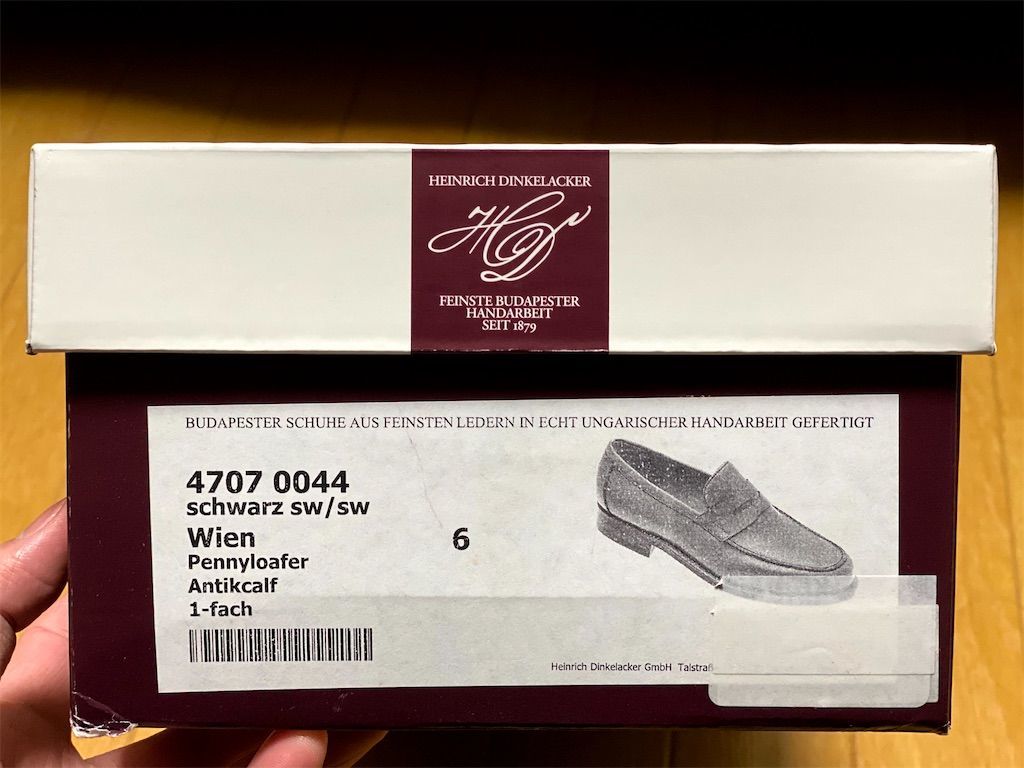 HEINRICH DINKELACKER
HD
FEINSTE BUDAPESTER
HANDARBEIT
SEIT 1879
BUDAPESTER SCHUHE AUS FEINSTEN LEDERN IN ECHT UNGARISCHER HANDARBEIT GEFERTIGT
4707 0044
schwarz sw/sw
Wien
6
Pennyloafer
Antikcalf
1-fach
Heinrich Dinkelacker GmbH